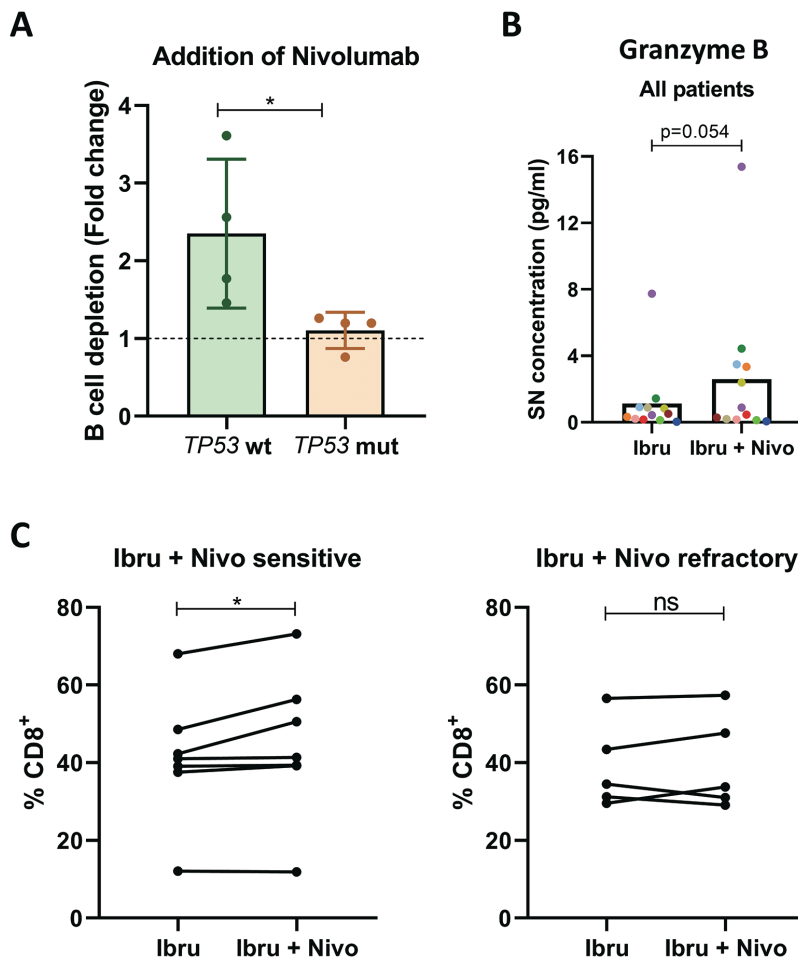 A
Addition of Nivolumab
B cell depletion (Fold change)
4
3
2
1
0
*
TP53 wt
TP53 mut
B
Granzyme B
All patients
p=0.054
SN concentration (pg/ml)
16
12
8
4
0
Ibru
Ibru + Nivo
C
Ibru + Nivo sensitive
*
% CD8+
80
60
40
20
0
Ibru
Ibru + Nivo
Ibru + Nivo refractory
ns
% CD8+
80
60
40
20
0
Ibru
Ibru + Nivo